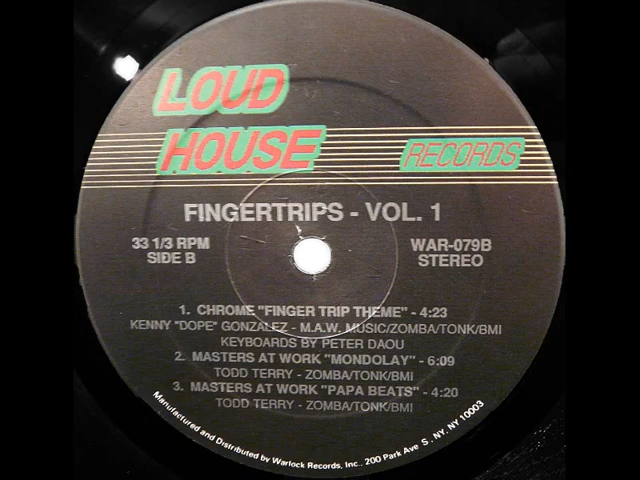 LOUD
HOUSE
RECORDS
FINGERTRIPS - VOL. 1
33 1/3 RPM
SIDE B
WAR-079B
STEREO
1. CHROME "FINGER TRIP THEME" - 4:23
KENNY "DOPE" GONZALEZ - M.A.W. MUSIC/ZOMBA/TONK/BMI
KEYBOARDS BY PETER DAOU
2. MASTERS AT WORK "MONDOLAY" - 6:09
TODD TERRY - ZOMBA/TONK/BMI
3. MASTERS AT WORK "PAPA BEATS" - 4:20
TODD TERRY - ZOMBA/TONK/BMI
Manufactured and Distributed by Warlock Records, Inc., 200 Park Ave S., NY, NY 10003